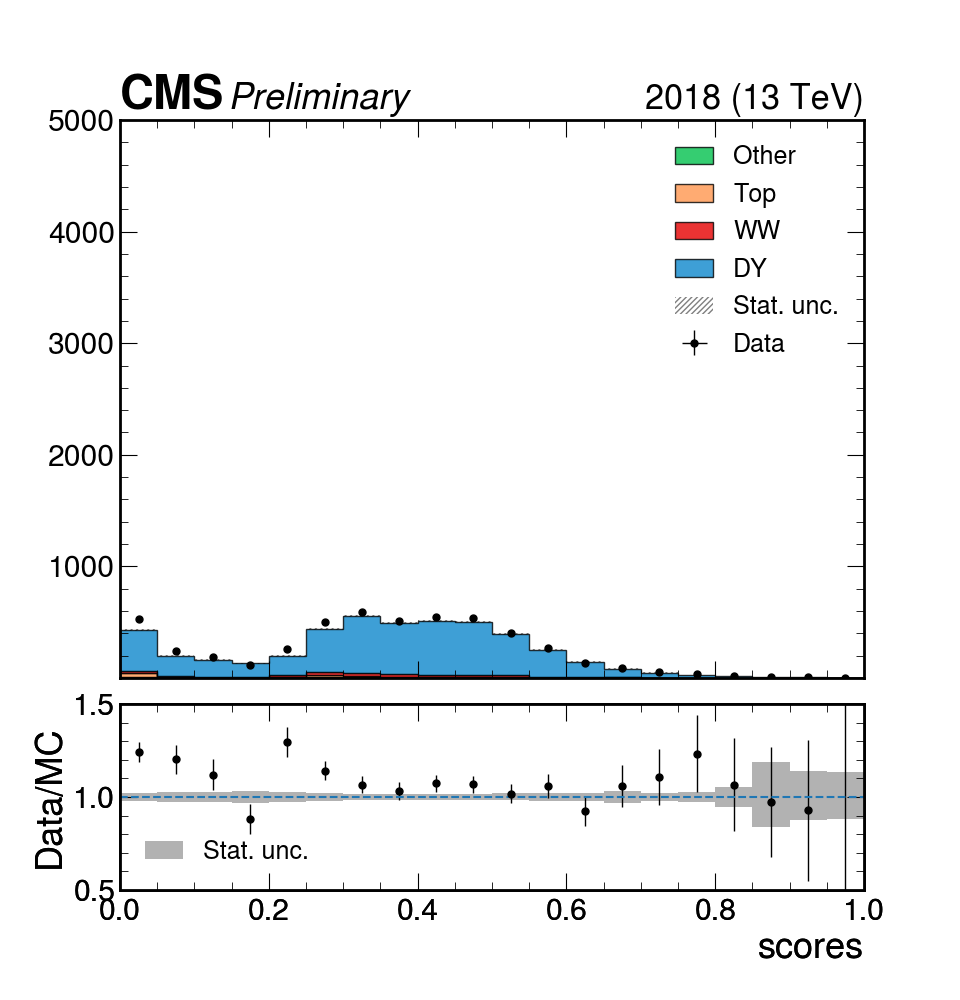 CMS Preliminary 2018 (13 TeV)
5000
4000
3000
2000
1000
Other
Top
WW
DY
Stat. unc.
Data
Data/MC
1.5
1.0
0.5
Stat. unc.
0.0 0.2 0.4 0.6 0.8 1.0
scores